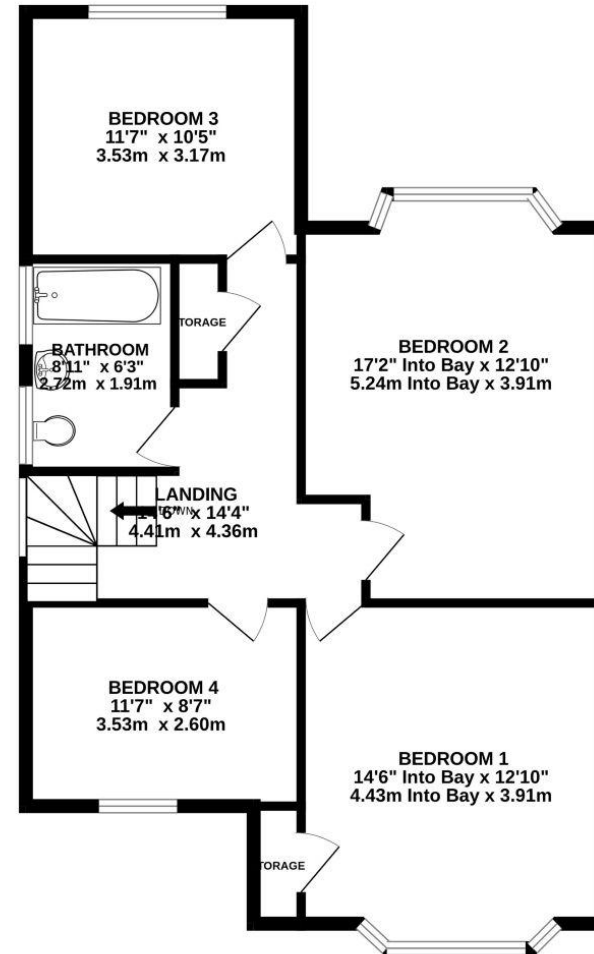 BEDROOM 3
11'7" x 10'5"
3.53m x 3.17m
TORAGE
BATHROOM
8'11" x 6'3"
2.72m x 1.91m
BEDROOM 2
17'2" Into Bay x 12'10"
5.24m Into Bay x 3.91m
LANDING
14'6" x 14'4"
DOWN
4.41m x 4.36m
BEDROOM 4
11'7" x 8'7"
3.53m x 2.60m
BEDROOM 1
14'6" Into Bay x 12'10"
4.43m Into Bay x 3.91m
TORAGE